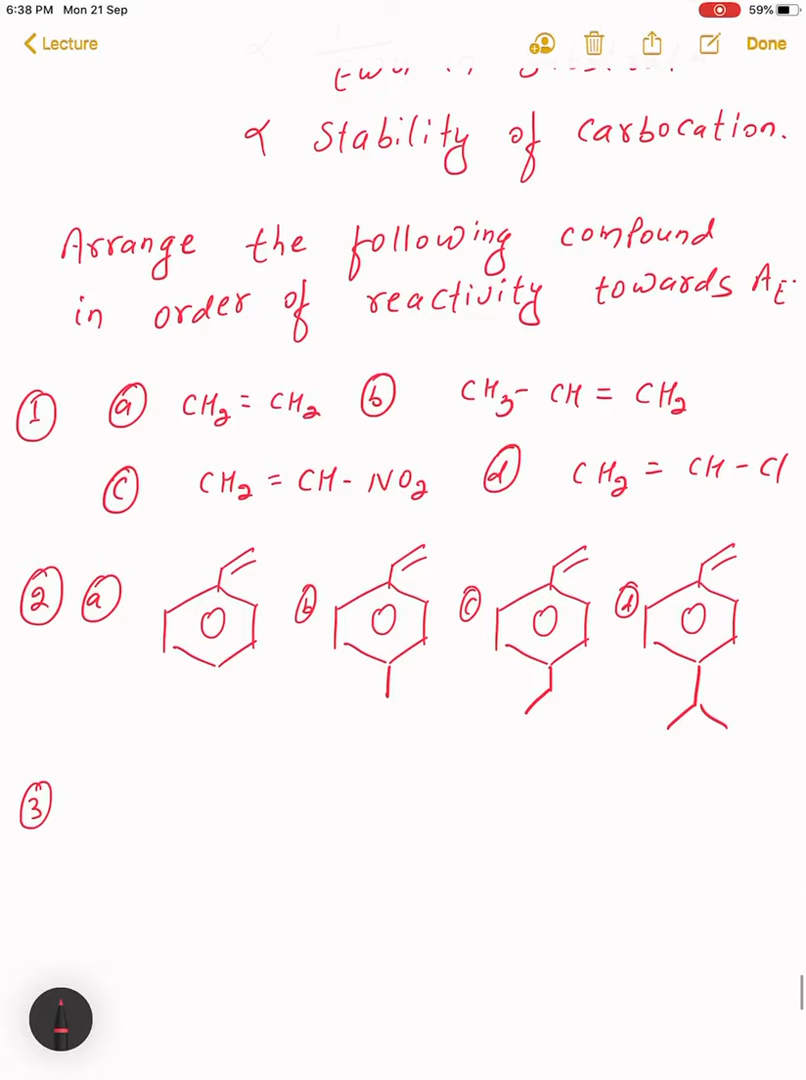 6:38 PM Mon 21 Sep
59%
Lecture
Done
∝ Stability of carbocation.
Arrange the following compound
in order of reactivity towards AE.
1 a CH2 = CH2 b CH3- CH = CH2
c CH2 = CH- NO2 d CH2 = CH-Cl
2 a b c d
3